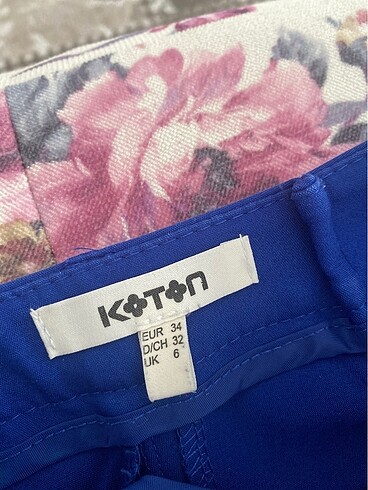 KOTON
EUR 34
D/CH 32
UK 6